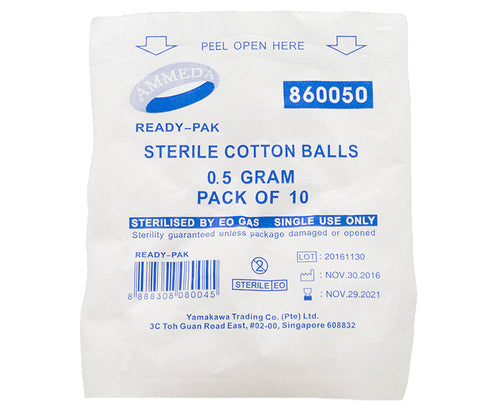 PEEL OPEN HERE
AMMEDA
860050
READY-PAK
STERILE COTTON BALLS
0.5 GRAM
PACK OF 10
STERILISED BY EO GAS SINGLE USE ONLY
Sterility guaranteed unless package damaged or opened
READY-PAK
LOT : 20161130
: NOV.30.2016
2
STERILE EO
: NOV.29.2021
8 888308 080045
Yamakawa Trading Co. (Pte) Ltd.
3C Toh Guan Road East, #02-00, Singapore 608832